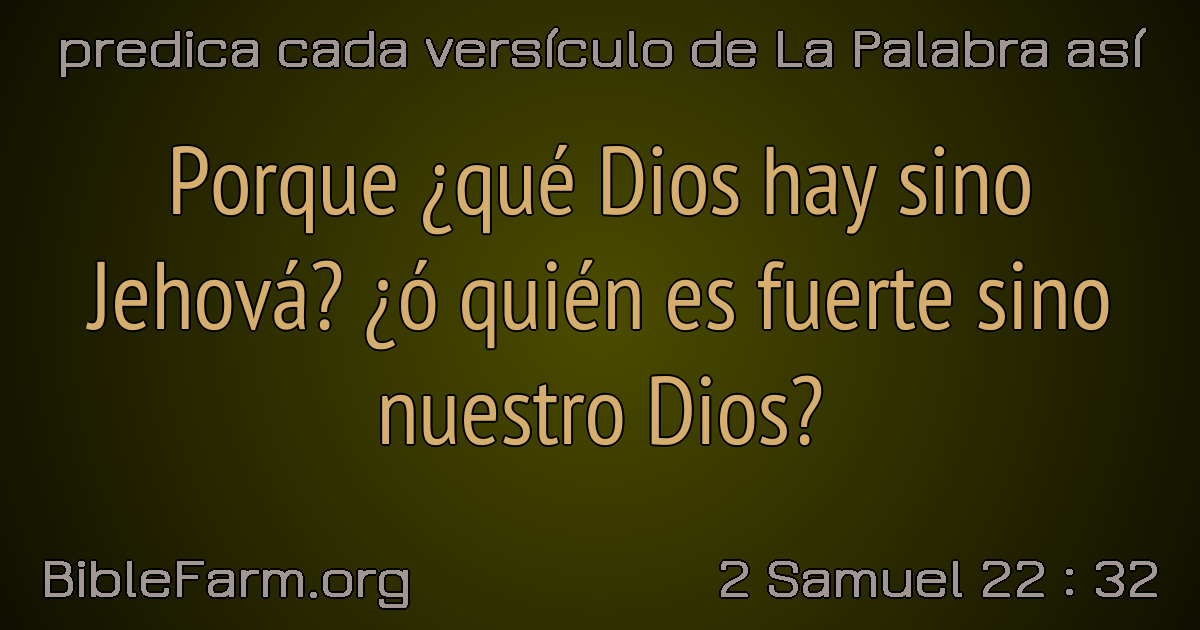 predica cada versículo de La Palabra así
Porque ¿qué Dios hay sino
Jehová? ¿ó quién es fuerte sino
nuestro Dios?
BibleFarm.org
2 Samuel 22 : 32